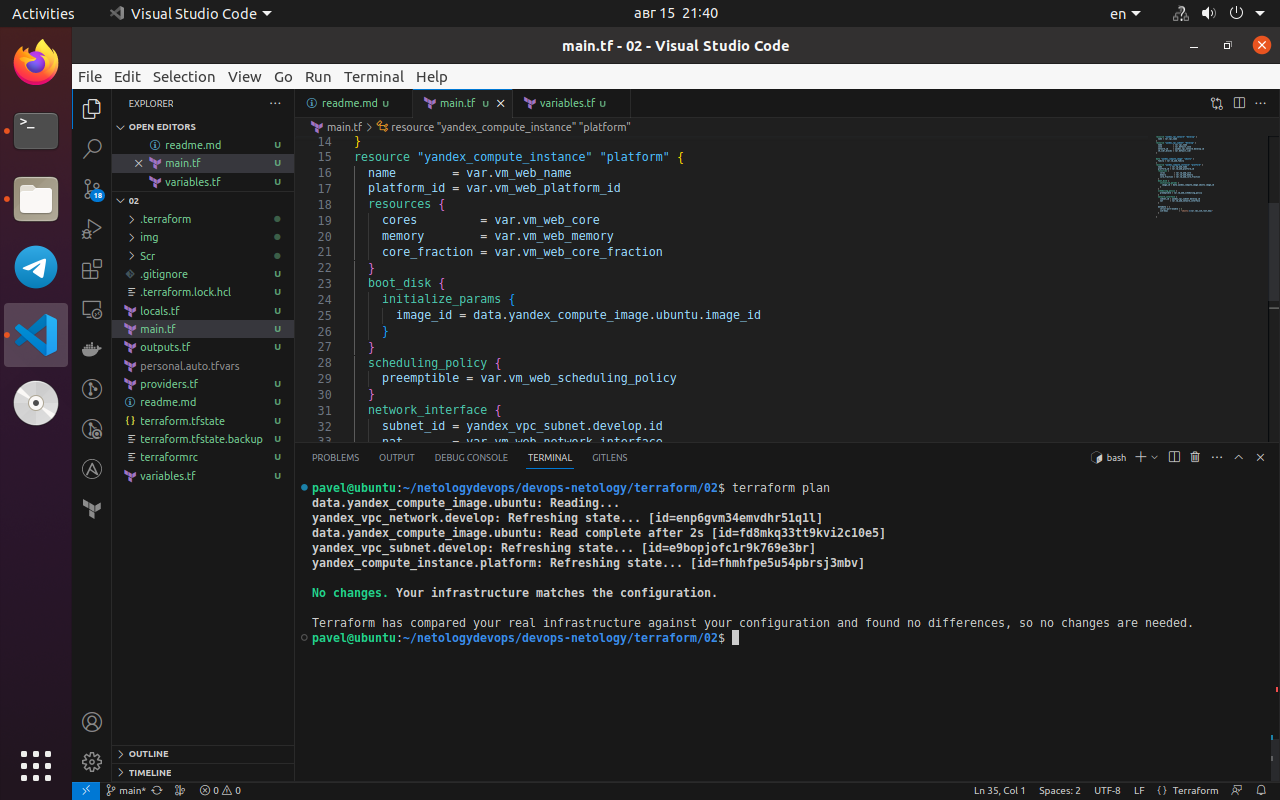 Activities
Visual Studio Code
авг 15 21:40
en
main.tf - 02 - Visual Studio Code
File Edit Selection View Go Run Terminal Help
EXPLORER
OPEN EDITORS
readme.md U
main.tf U
variables.tf U
18
02
.terraform
img
Scr
.gitignore U
.terraform.lock.hcl U
locals.tf U
main.tf U
outputs.tf U
personal.auto.tfvars
providers.tf U
readme.md U
terraform.tfstate U
terraform.tfstate.backup U
terraformrc U
variables.tf U
OUTLINE
TIMELINE
readme.md U
main.tf U
variables.tf U
main.tf > resource "yandex_compute_instance" "platform"
14 }
15 resource "yandex_compute_instance" "platform" {
16 name = var.vm_web_name
17 platform_id = var.vm_web_platform_id
18 resources {
19 cores = var.vm_web_core
20 memory = var.vm_web_memory
21 core_fraction = var.vm_web_core_fraction
22 }
23 boot_disk {
24 initialize_params {
25 image_id = data.yandex_compute_image.ubuntu.image_id
26 }
27 }
28 scheduling_policy {
29 preemptible = var.vm_web_scheduling_policy
30 }
31 network_interface {
32 subnet_id = yandex_vpc_subnet.develop.id
33 nat = var.vm_web_network_interface
PROBLEMS OUTPUT DEBUG CONSOLE TERMINAL GITLENS
bash
pavel@ubuntu:~/netologydevops/devops-netology/terraform/02$ terraform plan
data.yandex_compute_image.ubuntu: Reading...
yandex_vpc_network.develop: Refreshing state... [id=enp6gvm34emvdhr51q1l]
data.yandex_compute_image.ubuntu: Read complete after 2s [id=fd8mkq33tt9kvi2c10e5]
yandex_vpc_subnet.develop: Refreshing state... [id=e9bopjofc1r9k769e3br]
yandex_compute_instance.platform: Refreshing state... [id=fhmhfpe5u54pbrsj3mbv]
No changes. Your infrastructure matches the configuration.
Terraform has compared your real infrastructure against your configuration and found no differences, so no changes are needed.
pavel@ubuntu:~/netologydevops/devops-netology/terraform/02$
main* 0 0
Ln 35, Col 1 Spaces: 2 UTF-8 LF {} Terraform